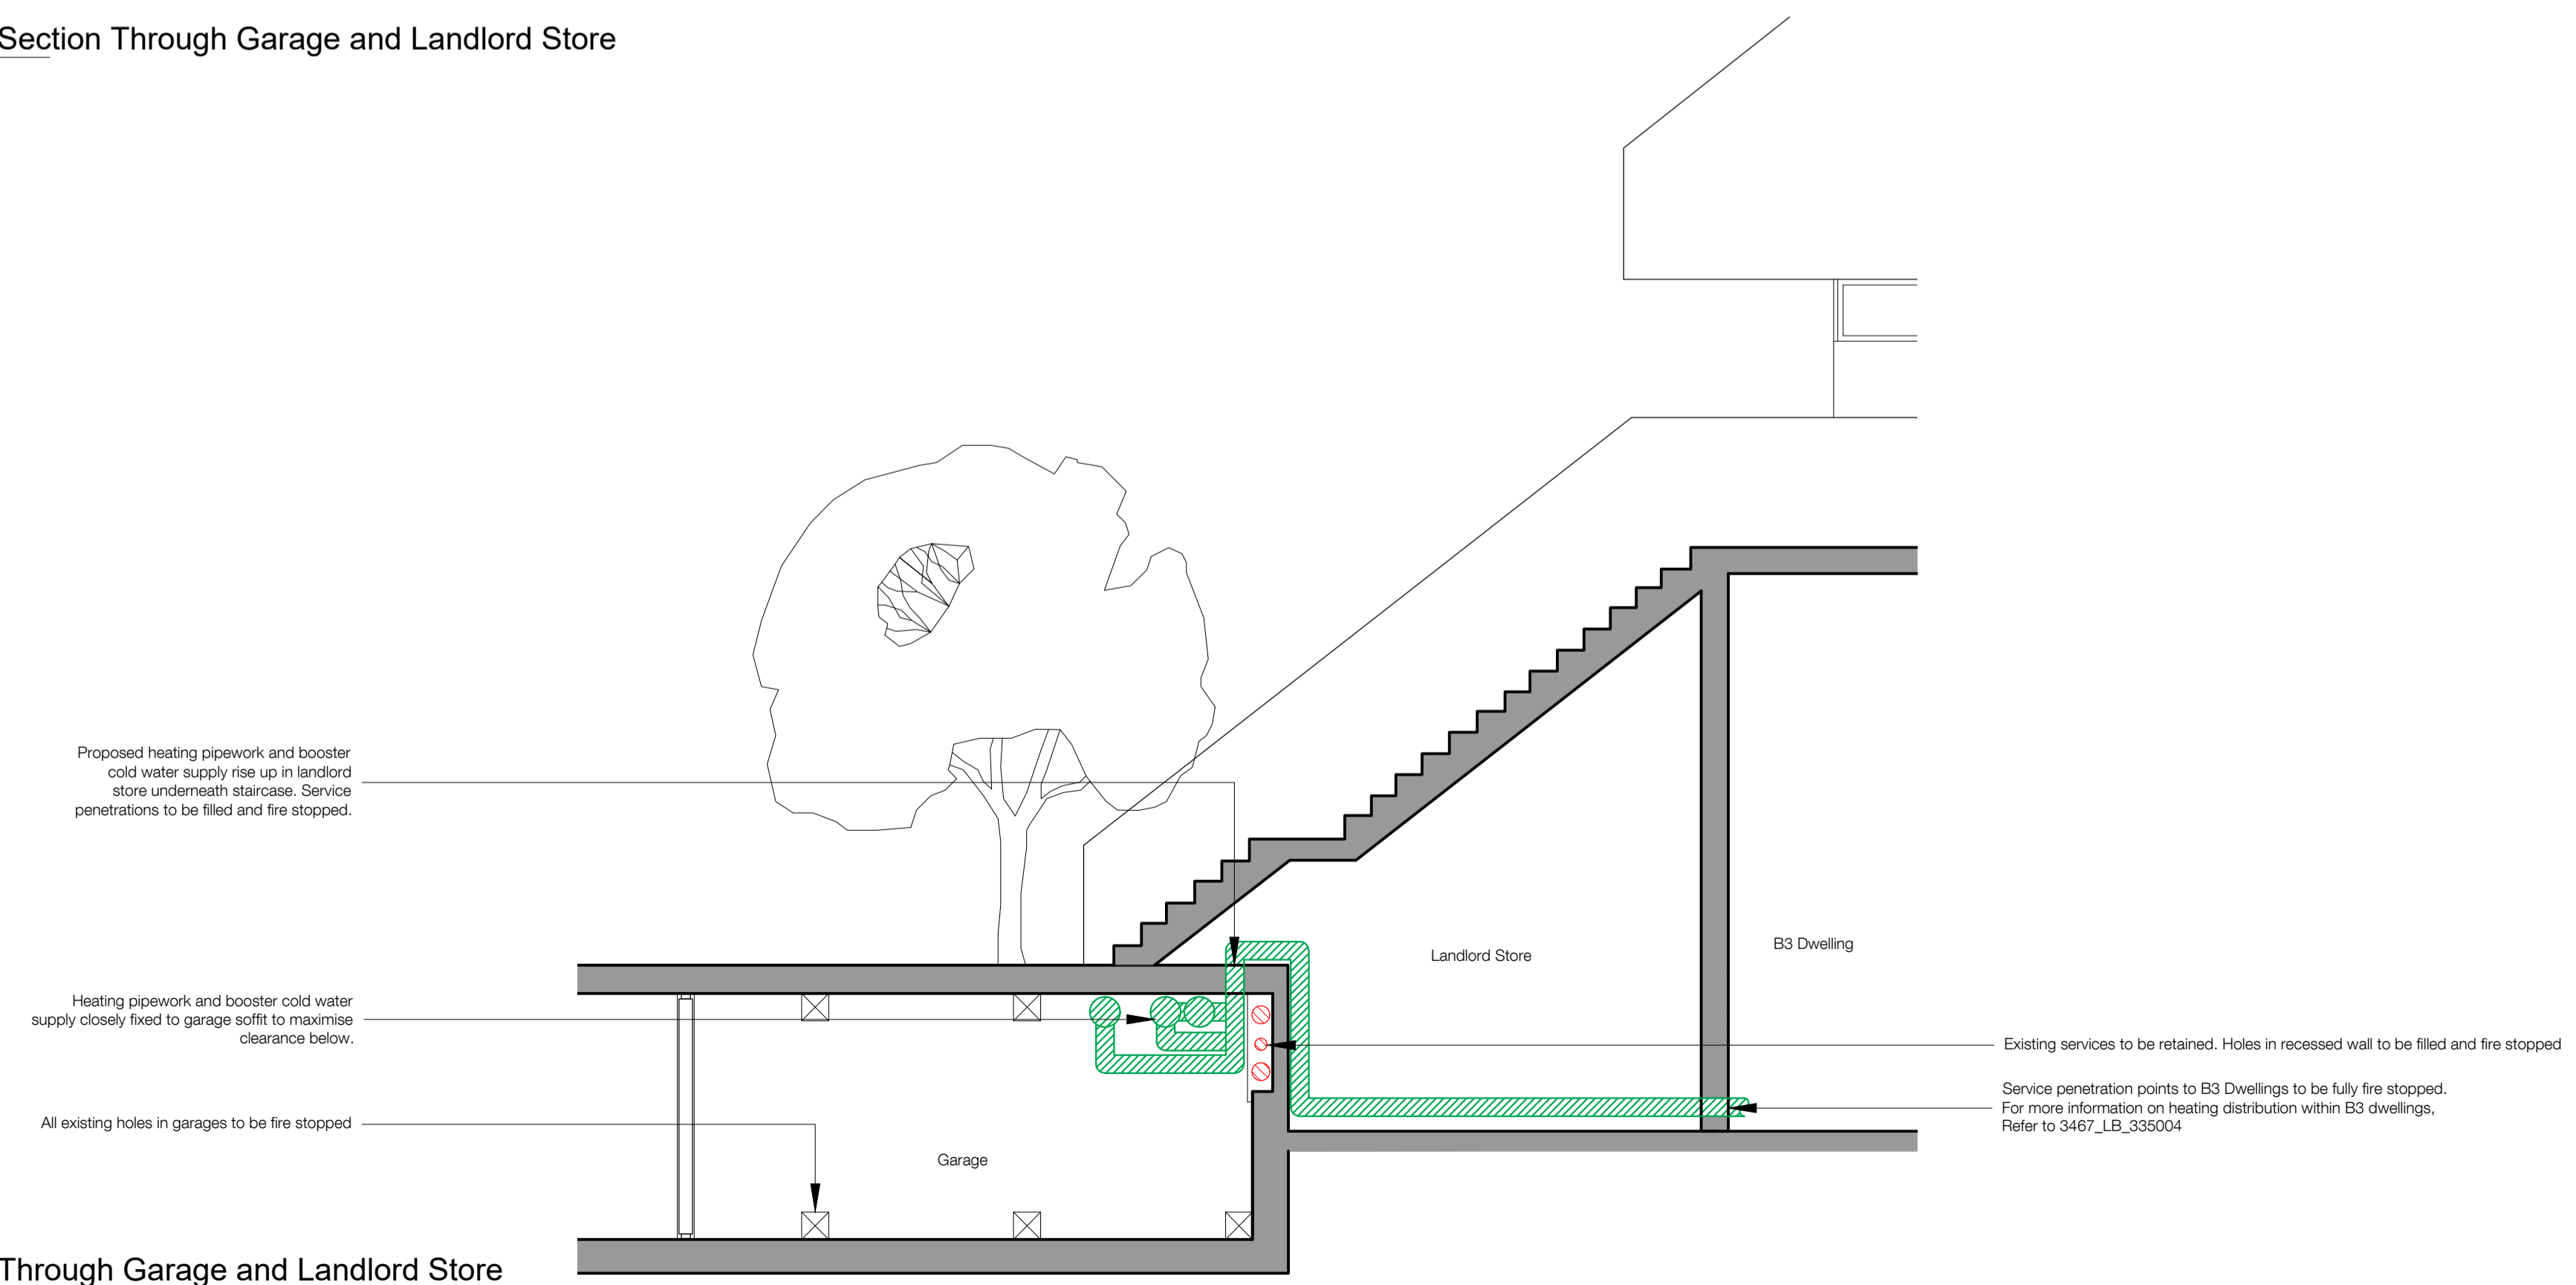 Section Through Garage and Landlord Store
Proposed heating pipework and booster
cold water supply rise up in landlord
store underneath staircase. Service
penetrations to be filled and fire stopped.
B3 Dwelling
Landlord Store
Heating pipework and booster cold water
supply closely fixed to garage soffit to maximise
clearance below.
Existing services to be retained. Holes in recessed wall to be filled and fire stopped
Service penetration points to B3 Dwellings to be fully fire stopped.
For more information on heating distribution within B3 dwellings,
Refer to 3467_LB_335004
All existing holes in garages to be fire stopped
Garage
Through Garage and Landlord Store